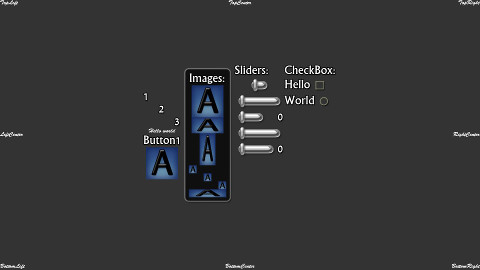 TopLeft
TopCenter
TopRight
Images:
Sliders:
CheckBox:
Hello
World
1
2
3
0
0
Hello world
Button1
A
A
A
A
A
A
A
LeftCenter
RightCenter
BottomLeft
BottomCenter
BottomRight